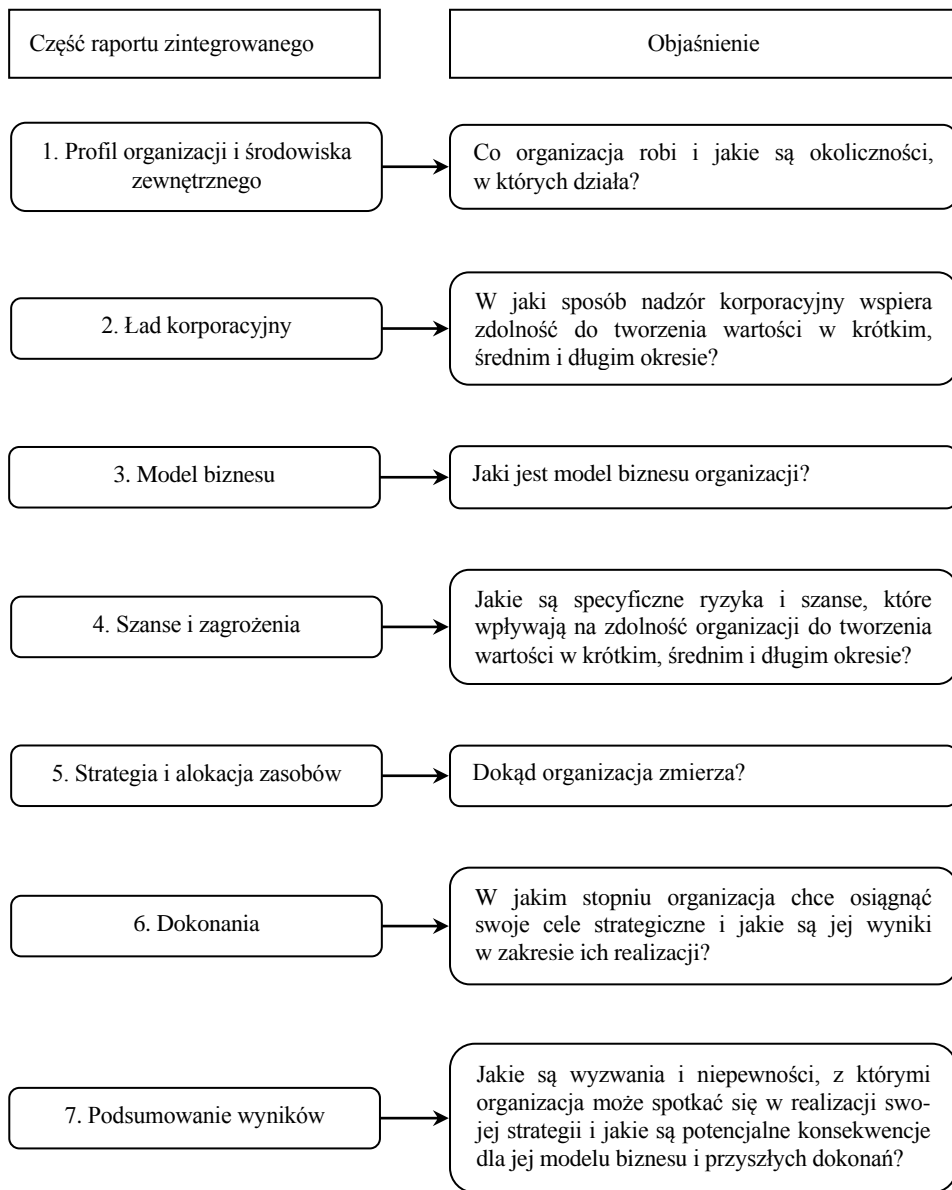 Część raportu zintegrowanego
Objaśnienie
1. Profil organizacji i środowiska
zewnętrznego
Co organizacja robi i jakie są okoliczności,
w których działa?
2. Ład korporacyjny
W jaki sposób nadzór korporacyjny wspiera
zdolność do tworzenia wartości w krótkim,
średnim i długim okresie?
3. Model biznesu
Jaki jest model biznesu organizacji?
4. Szanse i zagrożenia
Jakie są specyficzne ryzyka i szanse, które
wpływają na zdolność organizacji do tworzenia
wartości w krótkim, średnim i długim okresie?
5. Strategia i alokacja zasobów
Dokąd organizacja zmierza?
6. Dokonania
W jakim stopniu organizacja chce osiągnąć
swoje cele strategiczne i jakie są jej wyniki
w zakresie ich realizacji?
7. Podsumowanie wyników
Jakie są wyzwania i niepewności, z którymi
organizacja może spotkać się w realizacji swo-
jej strategii i jakie są potencjalne konsekwencje
dla jej modelu biznesu i przyszłych dokonań?